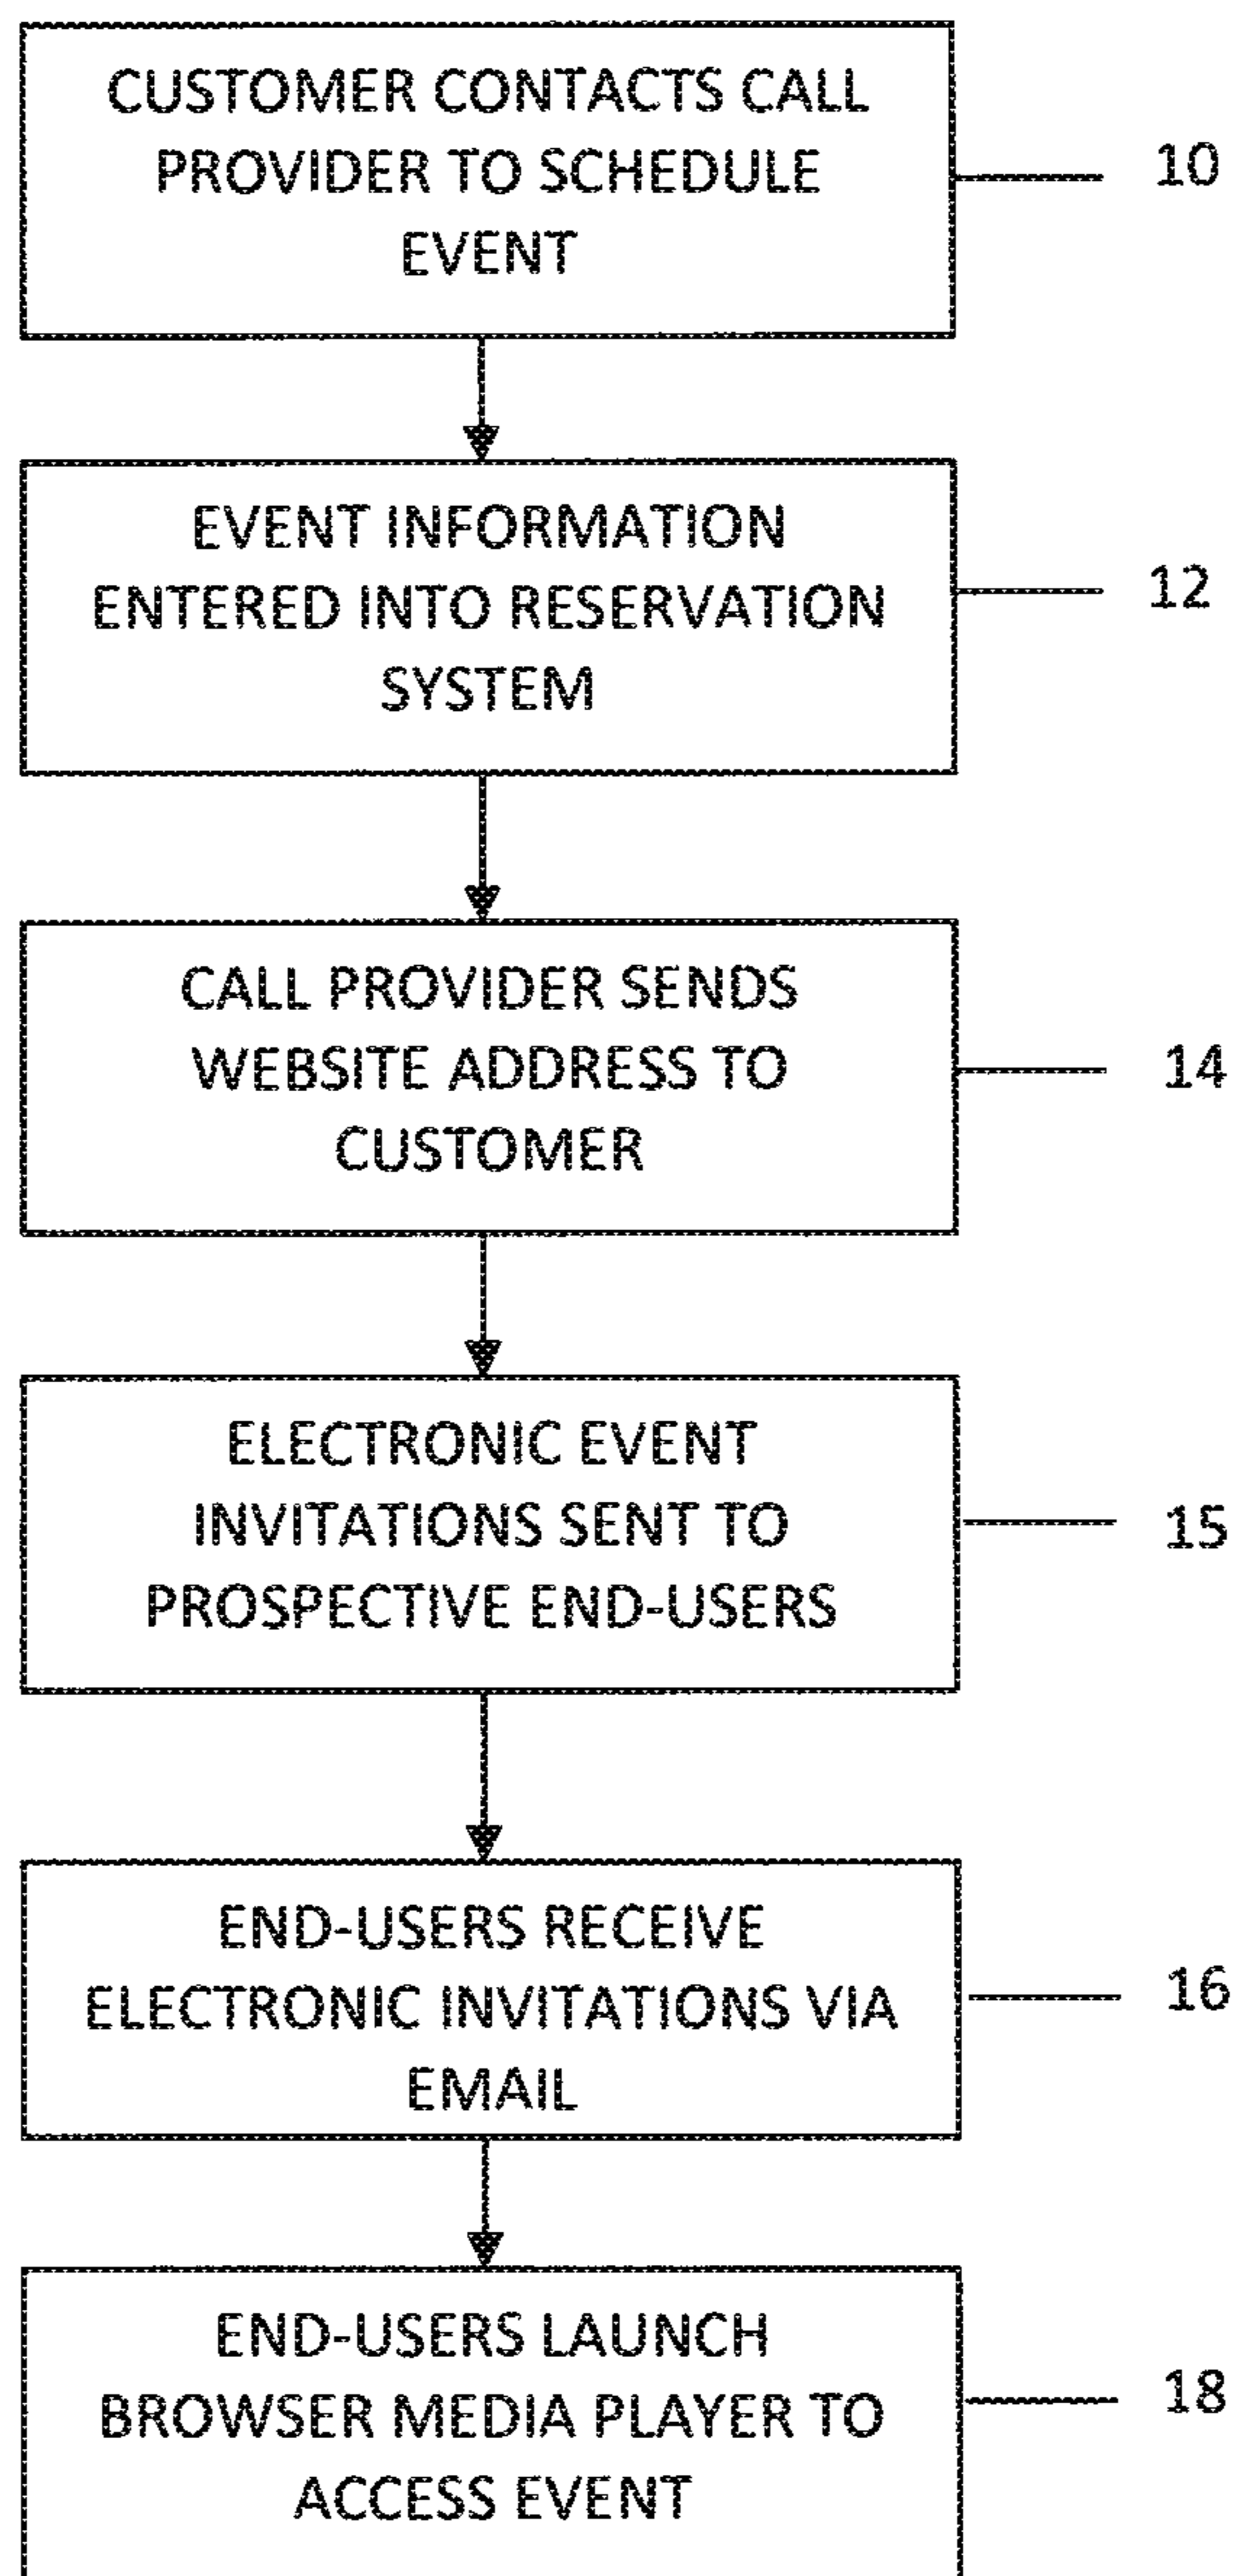 CUSTOMER CONTACTS CALL
PROVIDER TO SCHEDULE
EVENT
10
EVENT INFORMATION
ENTERED INTO RESERVATION
SYSTEM
12
CALL PROVIDER SENDS
WEBSITE ADDRESS TO
CUSTOMER
14
ELECTRONIC EVENT
INVITATIONS SENT TO
PROSPECTIVE END-USERS
15
END-USERS RECEIVE
ELECTRONIC INVITATIONS VIA
EMAIL
16
END-USERS LAUNCH
BROWSER MEDIA PLAYER TO
ACCESS EVENT
18